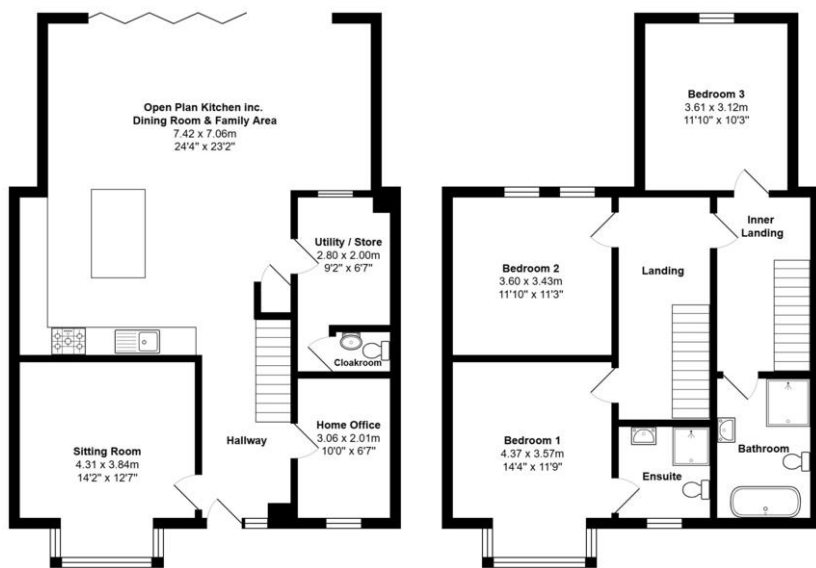 Open Plan Kitchen inc.
Dining Room & Family Area
7.42 x 7.06m
24'4" x 23'2"
Utility / Store
2.80 x 2.00m
9'2" x 6'7"
Cloakroom
Sitting Room
4.31 x 3.84m
14'2" x 12'7"
Hallway
Home Office
3.06 x 2.01m
10'0" x 6'7"
Bedroom 3
3.61 x 3.12m
11'10" x 10'3"
Bedroom 2
3.60 x 3.43m
11'10" x 11'3"
Landing
Inner
Landing
Bedroom 1
4.37 x 3.57m
14'4" x 11'9"
Ensuite
Bathroom